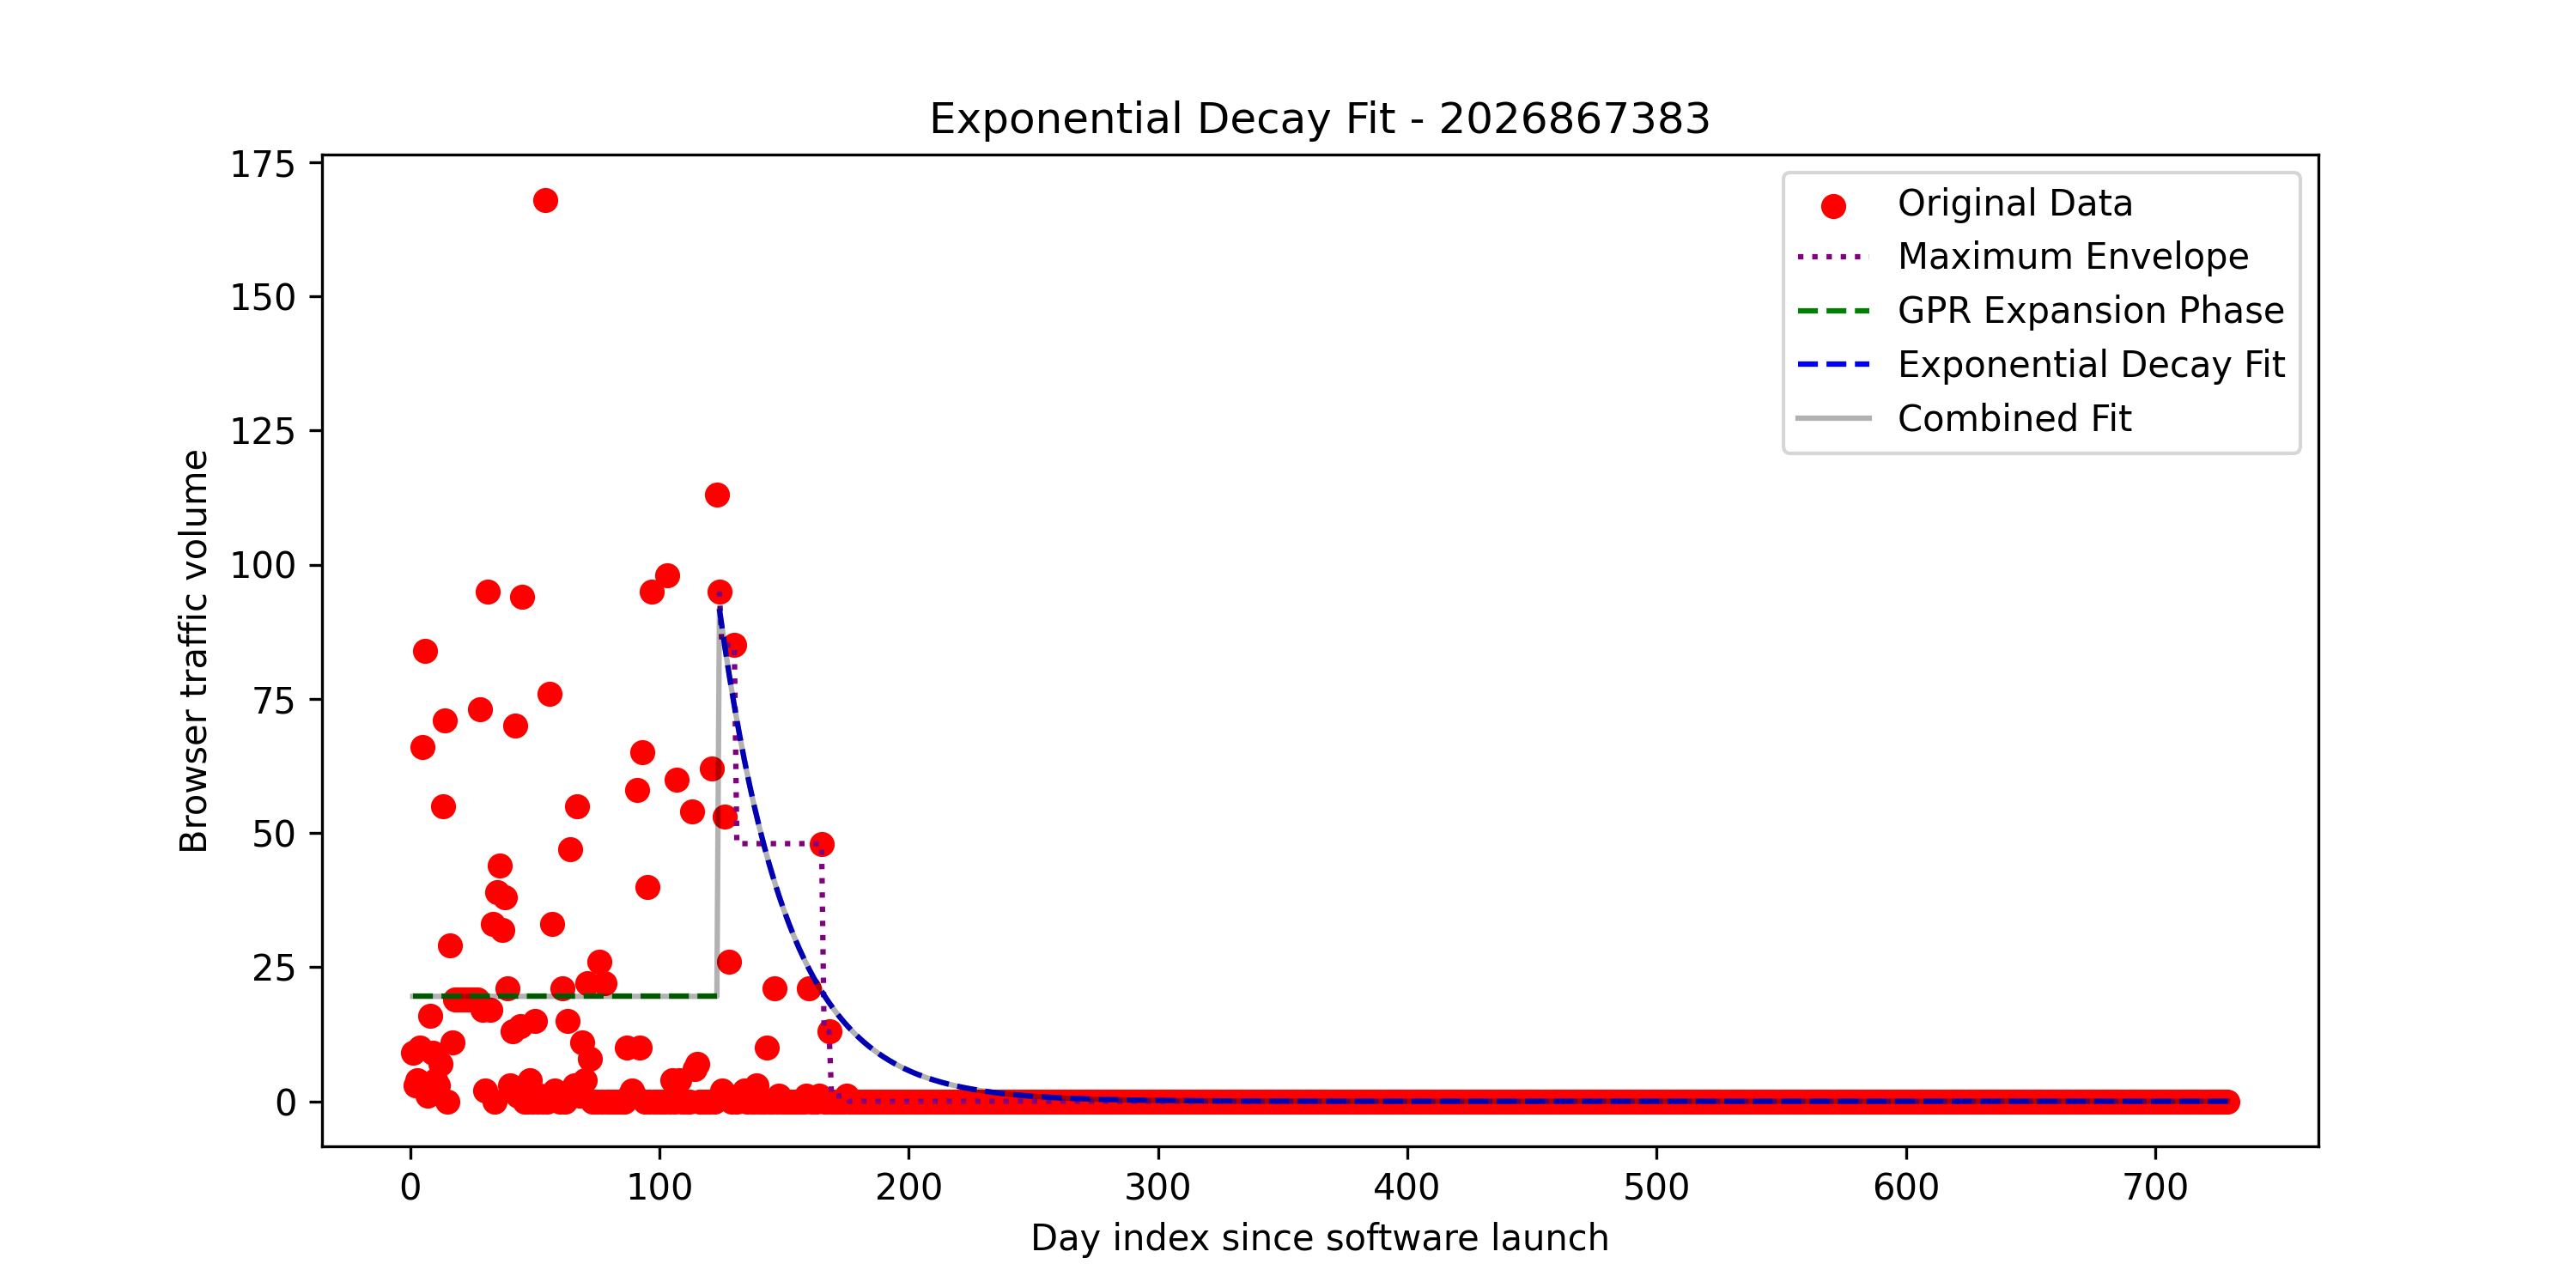 Exponential Decay Fit - 2026867383
175
150
125
100
75
50
25
0
Browser traffic volume
Original Data
Maximum Envelope
GPR Expansion Phase
Exponential Decay Fit
Combined Fit
0 100 200 300 400 500 600 700
Day index since software launch